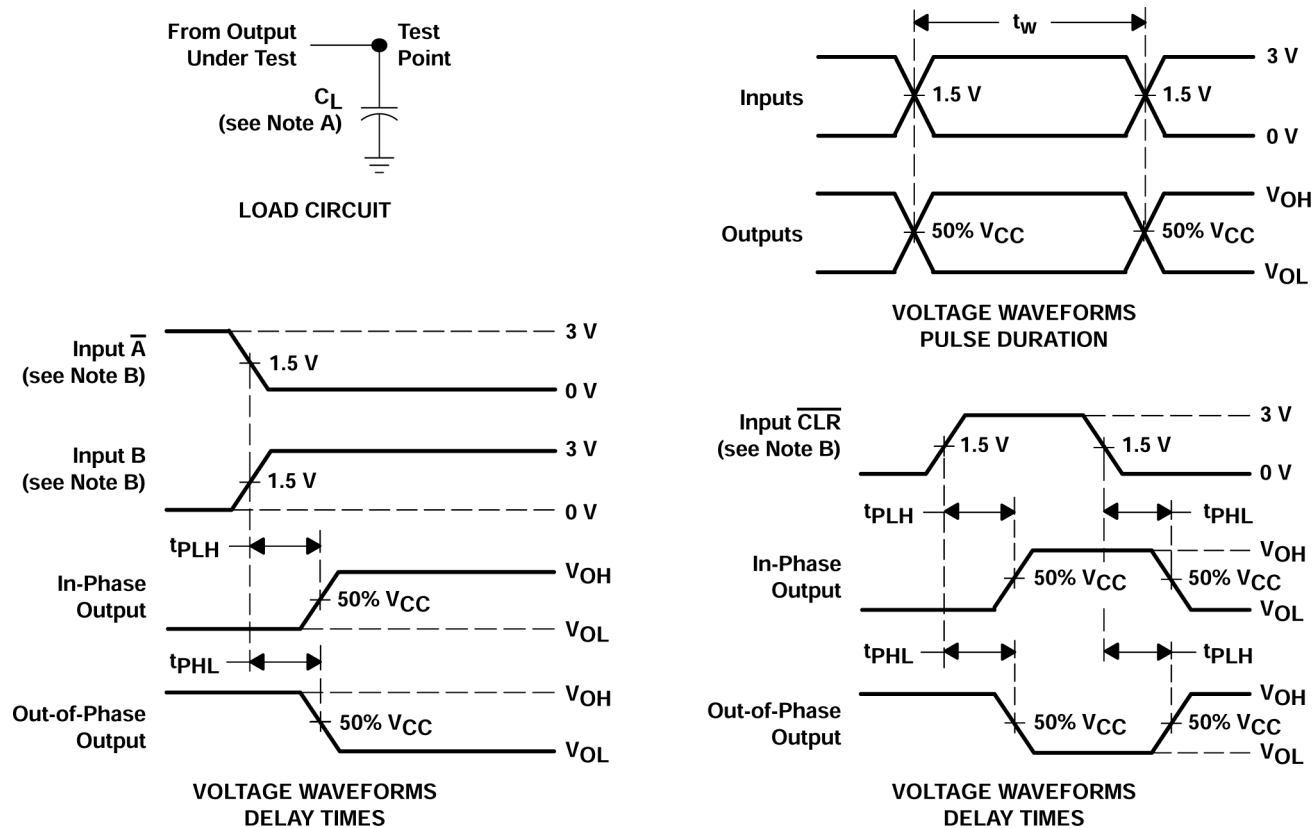 From Output
Under Test
Test
Point
CL
(see Note A)
LOAD CIRCUIT
tw
Inputs
3 V
1.5 V
1.5 V
0 V
Outputs
VOH
50% VCC
50% VCC
VOL
VOLTAGE WAVEFORMS
PULSE DURATION
Input A̅
(see Note B)
3 V
1.5 V
0 V
Input B
(see Note B)
3 V
1.5 V
0 V
tPLH
In-Phase
Output
VOH
50% VCC
VOL
tPHL
Out-of-Phase
Output
VOH
50% VCC
VOL
VOLTAGE WAVEFORMS
DELAY TIMES
Input C̅L̅R̅
(see Note B)
3 V
1.5 V
1.5 V
0 V
tPLH
tPHL
In-Phase
Output
VOH
50% VCC
50% VCC
VOL
tPHL
tPLH
Out-of-Phase
Output
VOH
50% VCC
50% VCC
VOL
VOLTAGE WAVEFORMS
DELAY TIMES